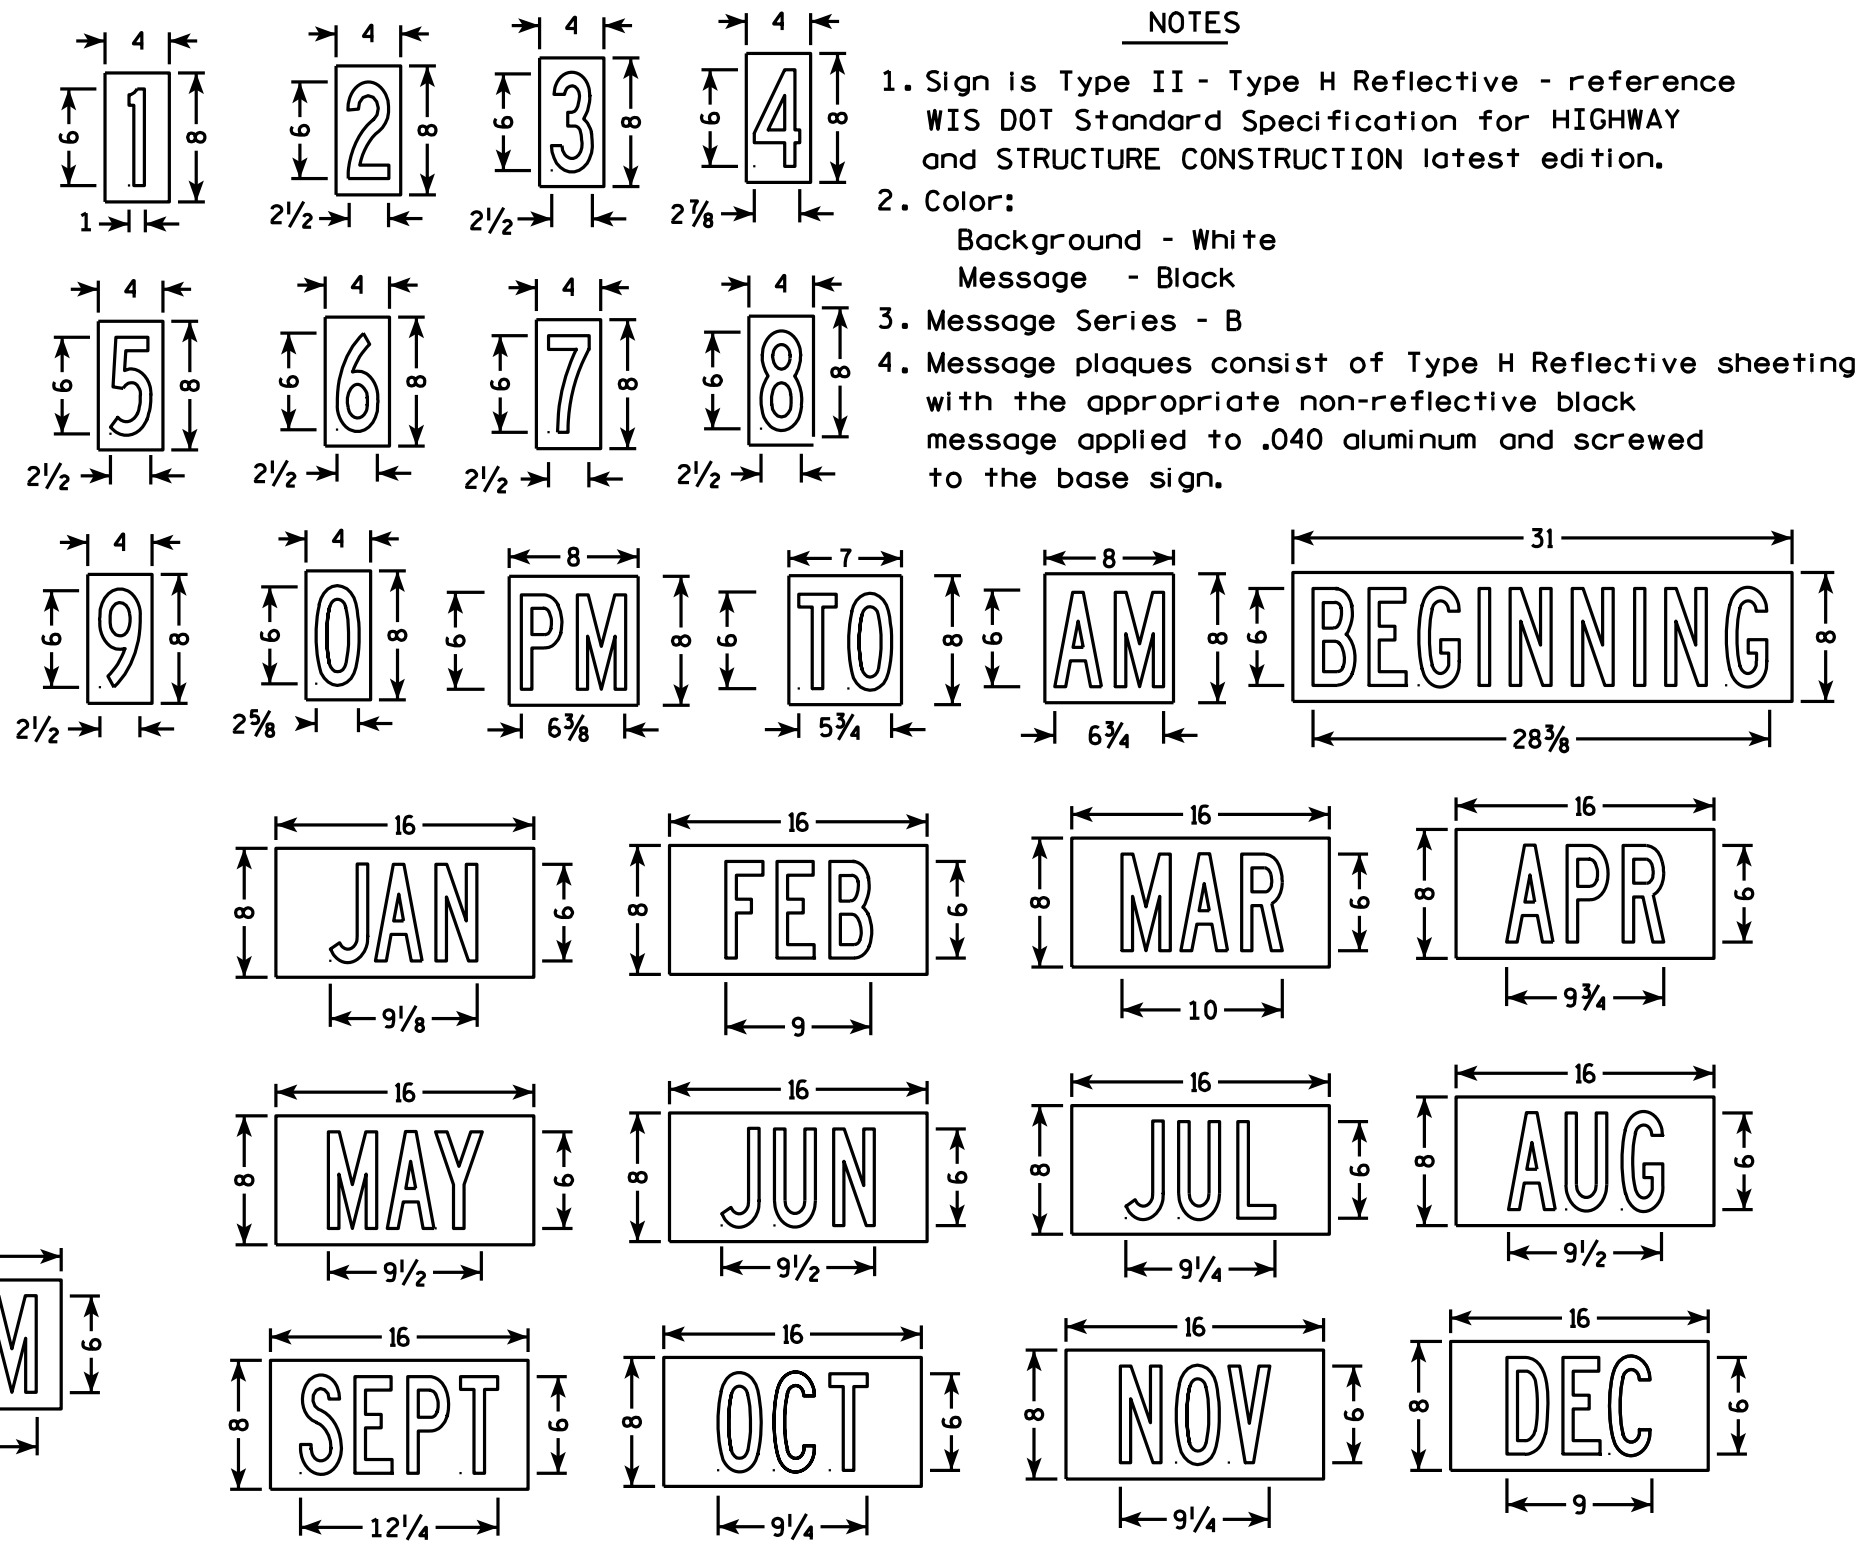 4 4 4 4
6 1 8 6 2 8 6 3 8 6 4 8
1 2½ 2½ 2⅞
NOTES
1. Sign is Type II - Type H Reflective - reference
WIS DOT Standard Specification for HIGHWAY
and STRUCTURE CONSTRUCTION latest edition.
2. Color:
Background - White
Message - Black
3. Message Series - B
4. Message plaques consist of Type H Reflective sheeting
with the appropriate non-reflective black
message applied to .040 aluminum and screwed
to the base sign.
4 4 4 4
6 5 8 6 6 8 6 7 8 6 8 8
2½ 2½ 2½ 2½
4 4 8 7 8 31
6 9 8 6 0 8 6 PM 8 6 TO 8 6 AM 8 6 BEGINNING 8
2½ 2⅝ 6⅜ 5¾ 6¾ 28⅜
16 16 16 16
8 JAN 6 8 FEB 6 8 MAR 6 8 APR 6
9⅛ 9 10 9¾
16 16 16 16
8 MAY 6 8 JUN 6 8 JUL 6 8 AUG 6
9½ 9½ 9¼ 9½
M 6
16 16 16 16
8 SEPT 6 8 OCT 6 8 NOV 6 8 DEC 6
12¼ 9¼ 9¼ 9